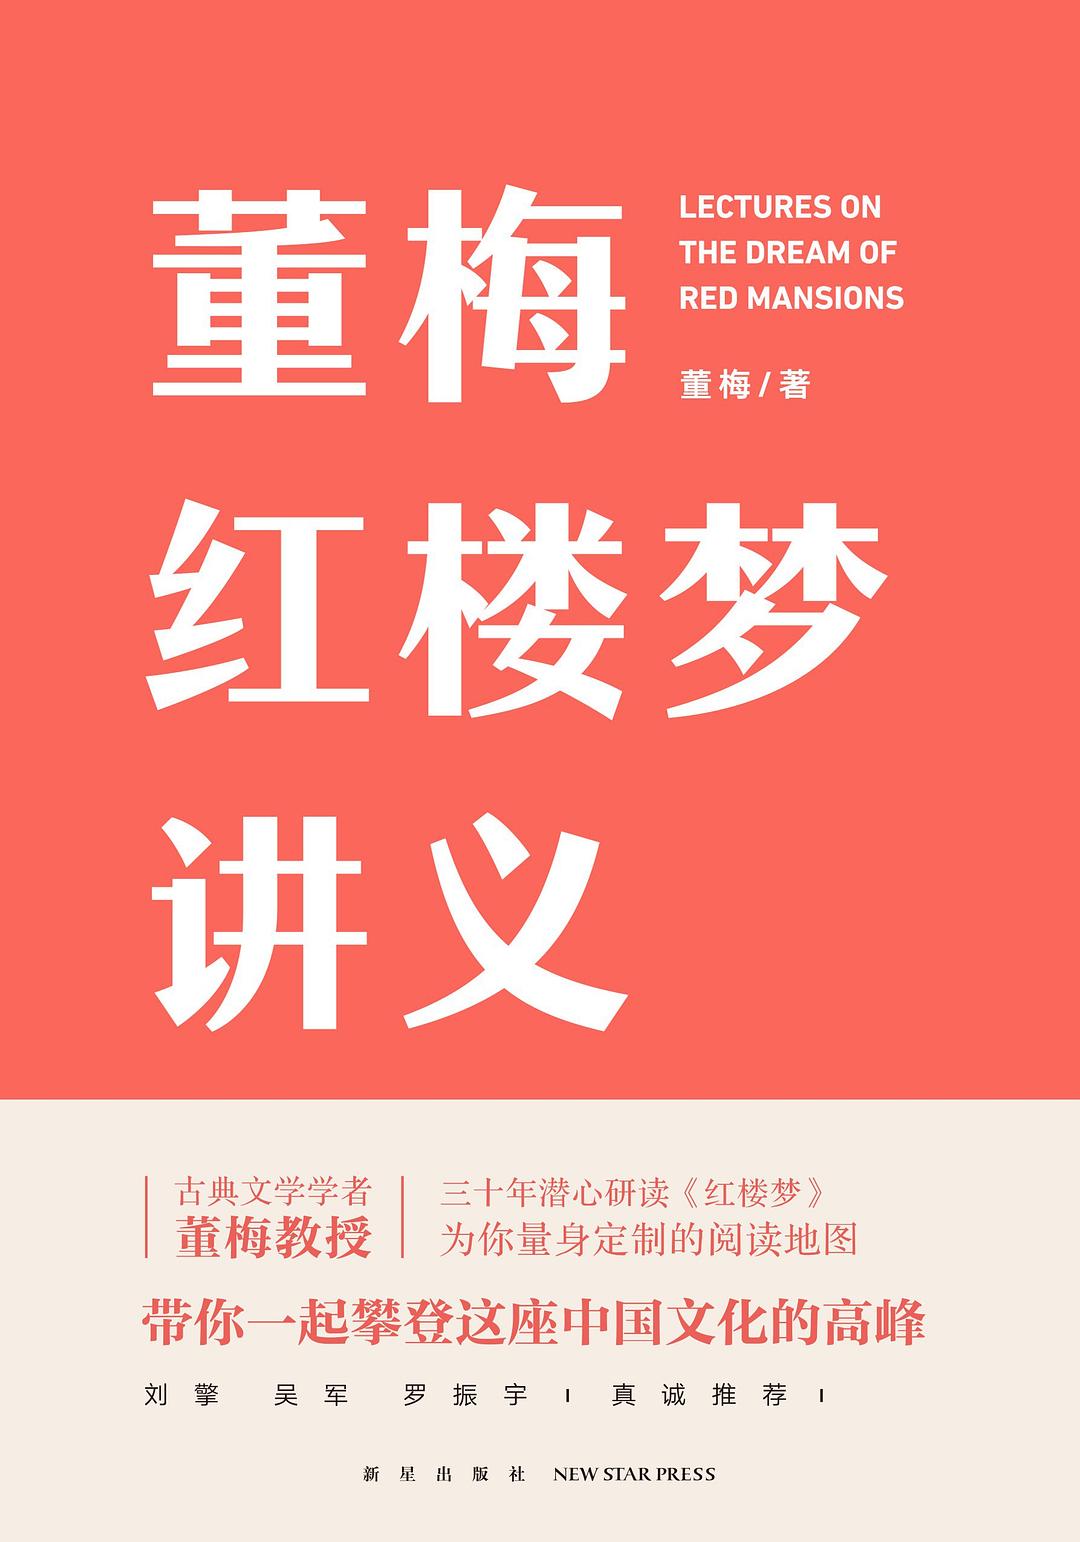 董梅
红楼梦
讲义
LECTURES ON
THE DREAM OF
RED MANSIONS
董梅/著
古典文学学者
董梅教授
三十年潜心研读《红楼梦》
为你量身定制的阅读地图
带你一起攀登这座中国文化的高峰
刘擎 吴军 罗振宇 | 真诚推荐 |
新星出版社 NEW STAR PRESS